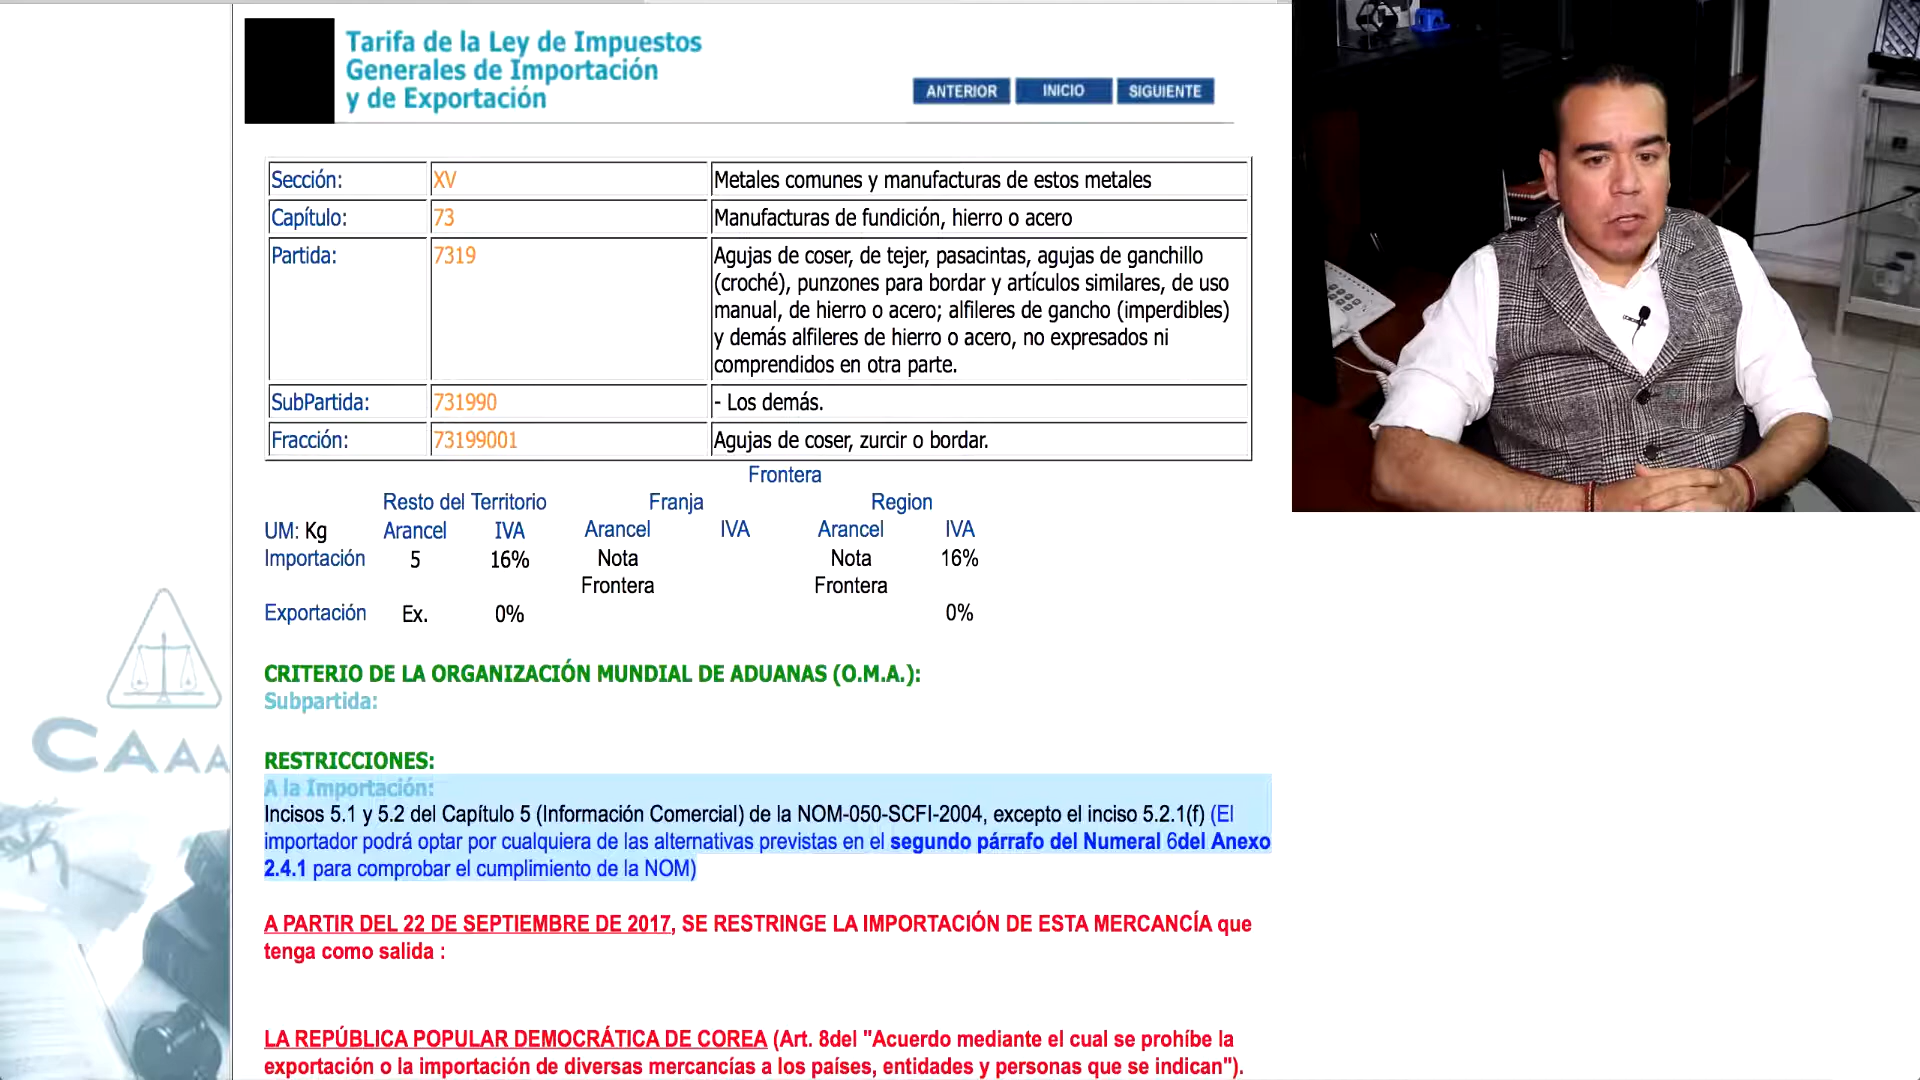 Tarifa de la Ley de Impuestos
Generales de Importación
y de Exportación
ANTERIOR INICIO SIGUIENTE
Sección: XV Metales comunes y manufacturas de estos metales
Capítulo: 73 Manufacturas de fundición, hierro o acero
Partida: 7319 Agujas de coser, de tejer, pasacintas, agujas de ganchillo
(croché), punzones para bordar y artículos similares, de uso
manual, de hierro o acero; alfileres de gancho (imperdibles)
y demás alfileres de hierro o acero, no expresados ni
comprendidos en otra parte.
SubPartida: 731990 - Los demás.
Fracción: 73199001 Agujas de coser, zurcir o bordar.
Frontera
Resto del Territorio Franja Region
UM: Kg Arancel IVA Arancel IVA Arancel IVA
Importación 5 16% Nota Nota 16%
Frontera Frontera
Exportación Ex. 0% 0%
CRITERIO DE LA ORGANIZACIÓN MUNDIAL DE ADUANAS (O.M.A.):
Subpartida:
RESTRICCIONES:
A la Importación:
Incisos 5.1 y 5.2 del Capítulo 5 (Información Comercial) de la NOM-050-SCFI-2004, excepto el inciso 5.2.1(f) (El
importador podrá optar por cualquiera de las alternativas previstas en el segundo párrafo del Numeral 6del Anexo
2.4.1 para comprobar el cumplimiento de la NOM)
A PARTIR DEL 22 DE SEPTIEMBRE DE 2017, SE RESTRINGE LA IMPORTACIÓN DE ESTA MERCANCÍA que
tenga como salida :
LA REPÚBLICA POPULAR DEMOCRÁTICA DE COREA (Art. 8del "Acuerdo mediante el cual se prohíbe la
exportación o la importación de diversas mercancías a los países, entidades y personas que se indican").
CAAA